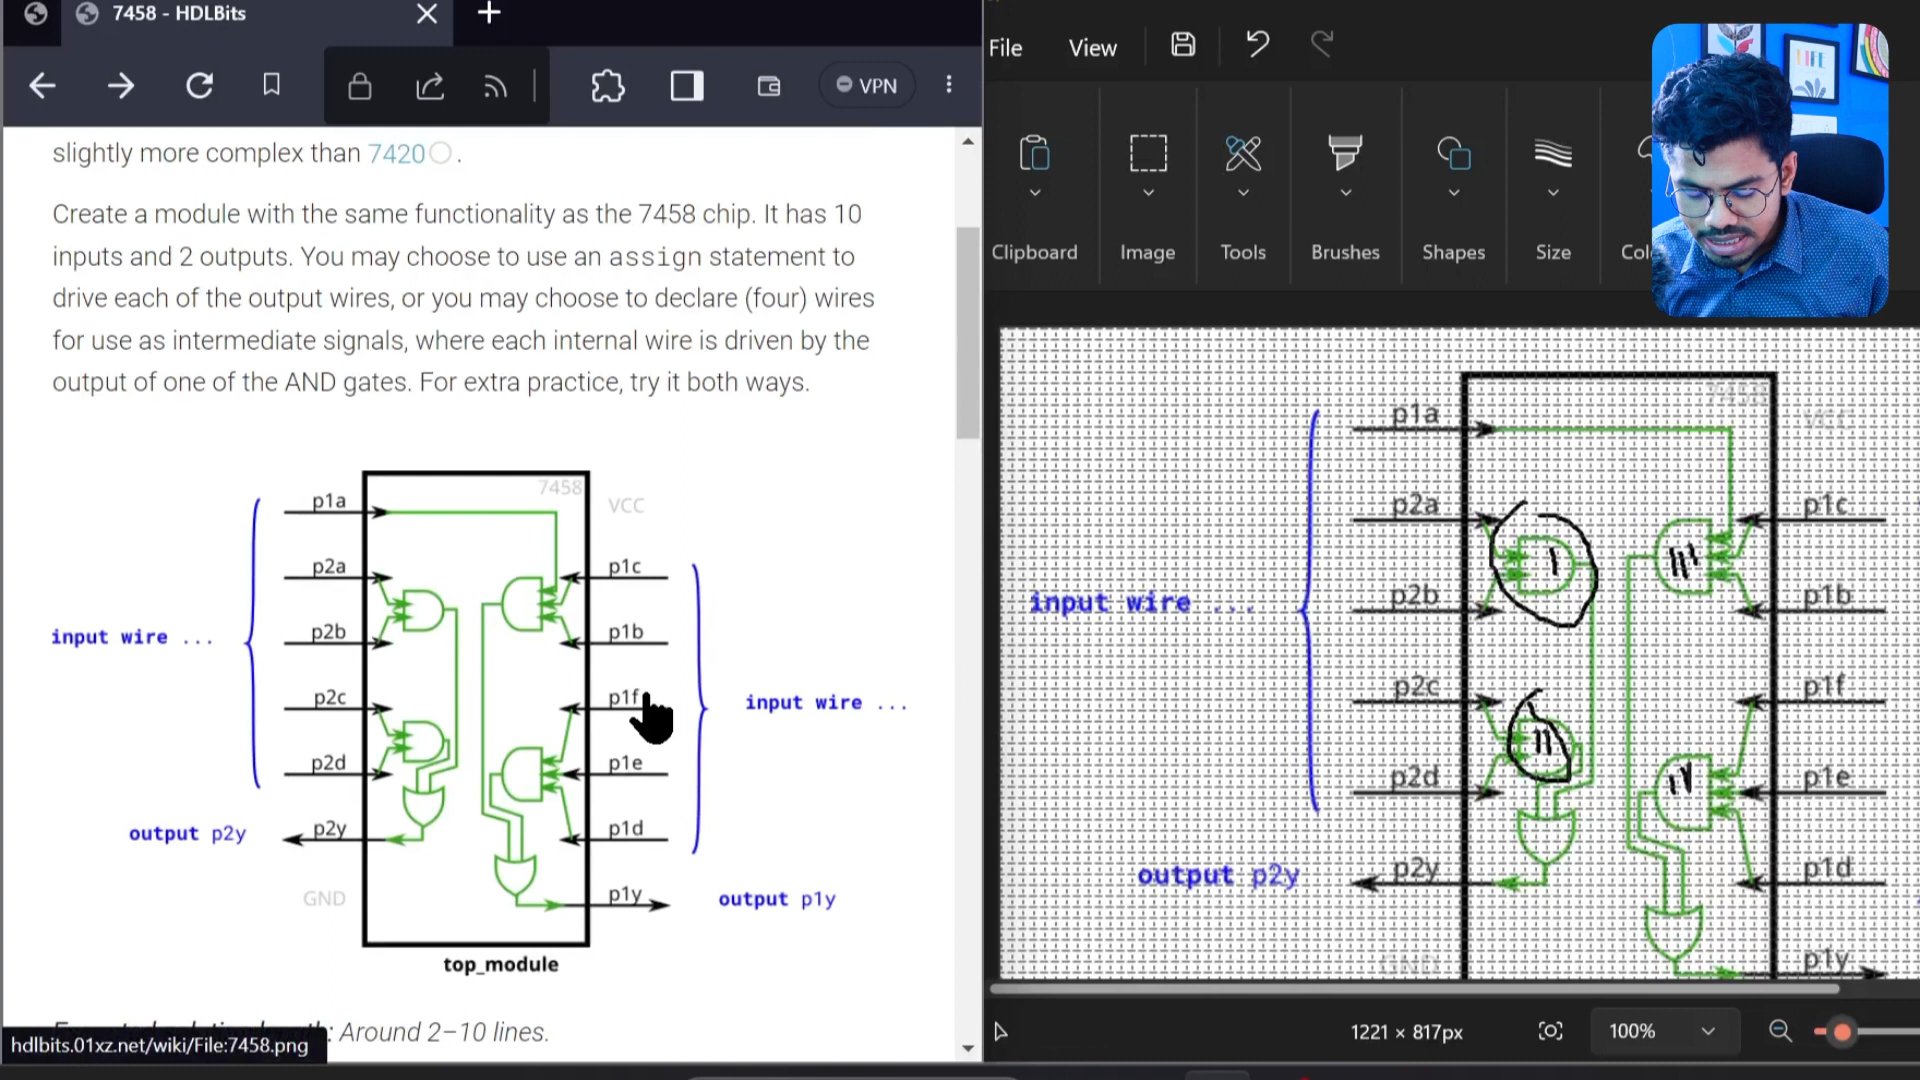 7458 - HDLBits
VPN
slightly more complex than 7420 .
Create a module with the same functionality as the 7458 chip. It has 10
inputs and 2 outputs. You may choose to use an assign statement to
drive each of the output wires, or you may choose to declare (four) wires
for use as intermediate signals, where each internal wire is driven by the
output of one of the AND gates. For extra practice, try it both ways.
7458
VCC
p1a
p2a
p1c
p2b
p1b
input wire ...
p2c
p1f
input wire ...
p2d
p1e
output p2y
p2y
p1d
GND
p1y
output p1y
top_module
: Around 2–10 lines.
hdlbits.01xz.net/wiki/File:7458.png
File
View
Clipboard
Image
Tools
Brushes
Shapes
Size
LIFE
7458
VCC
p1a
p2a
p1c
I
III
p2b
p1b
input wire ...
p2c
p1f
II
p2d
IV
p1e
output p2y
p2y
p1d
GND
p1y
1221 × 817px
100%